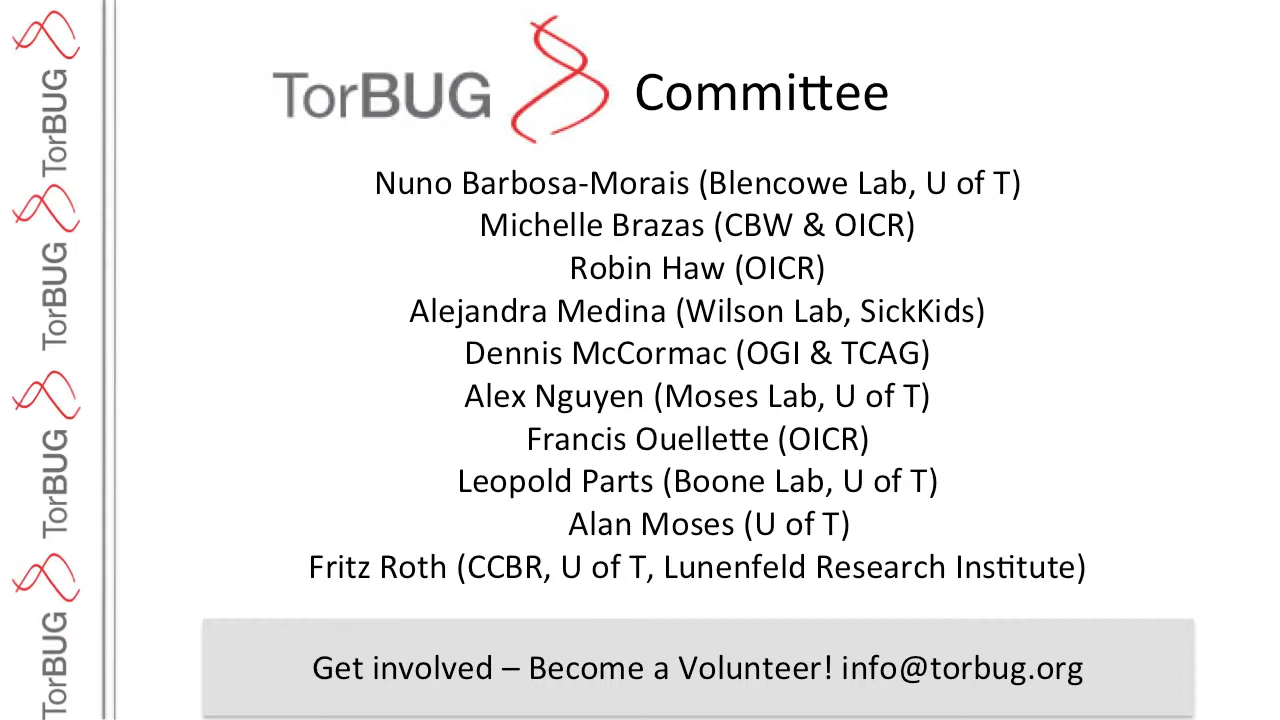 TorBUG Committee
Nuno Barbosa-Morais (Blencowe Lab, U of T)
Michelle Brazas (CBW & OICR)
Robin Haw (OICR)
Alejandra Medina (Wilson Lab, SickKids)
Dennis McCormac (OGI & TCAG)
Alex Nguyen (Moses Lab, U of T)
Francis Ouellette (OICR)
Leopold Parts (Boone Lab, U of T)
Alan Moses (U of T)
Fritz Roth (CCBR, U of T, Lunenfeld Research Institute)
Get involved – Become a Volunteer! info@torbug.org
TorBUG
TorBUG
TorBUG
TorBUG